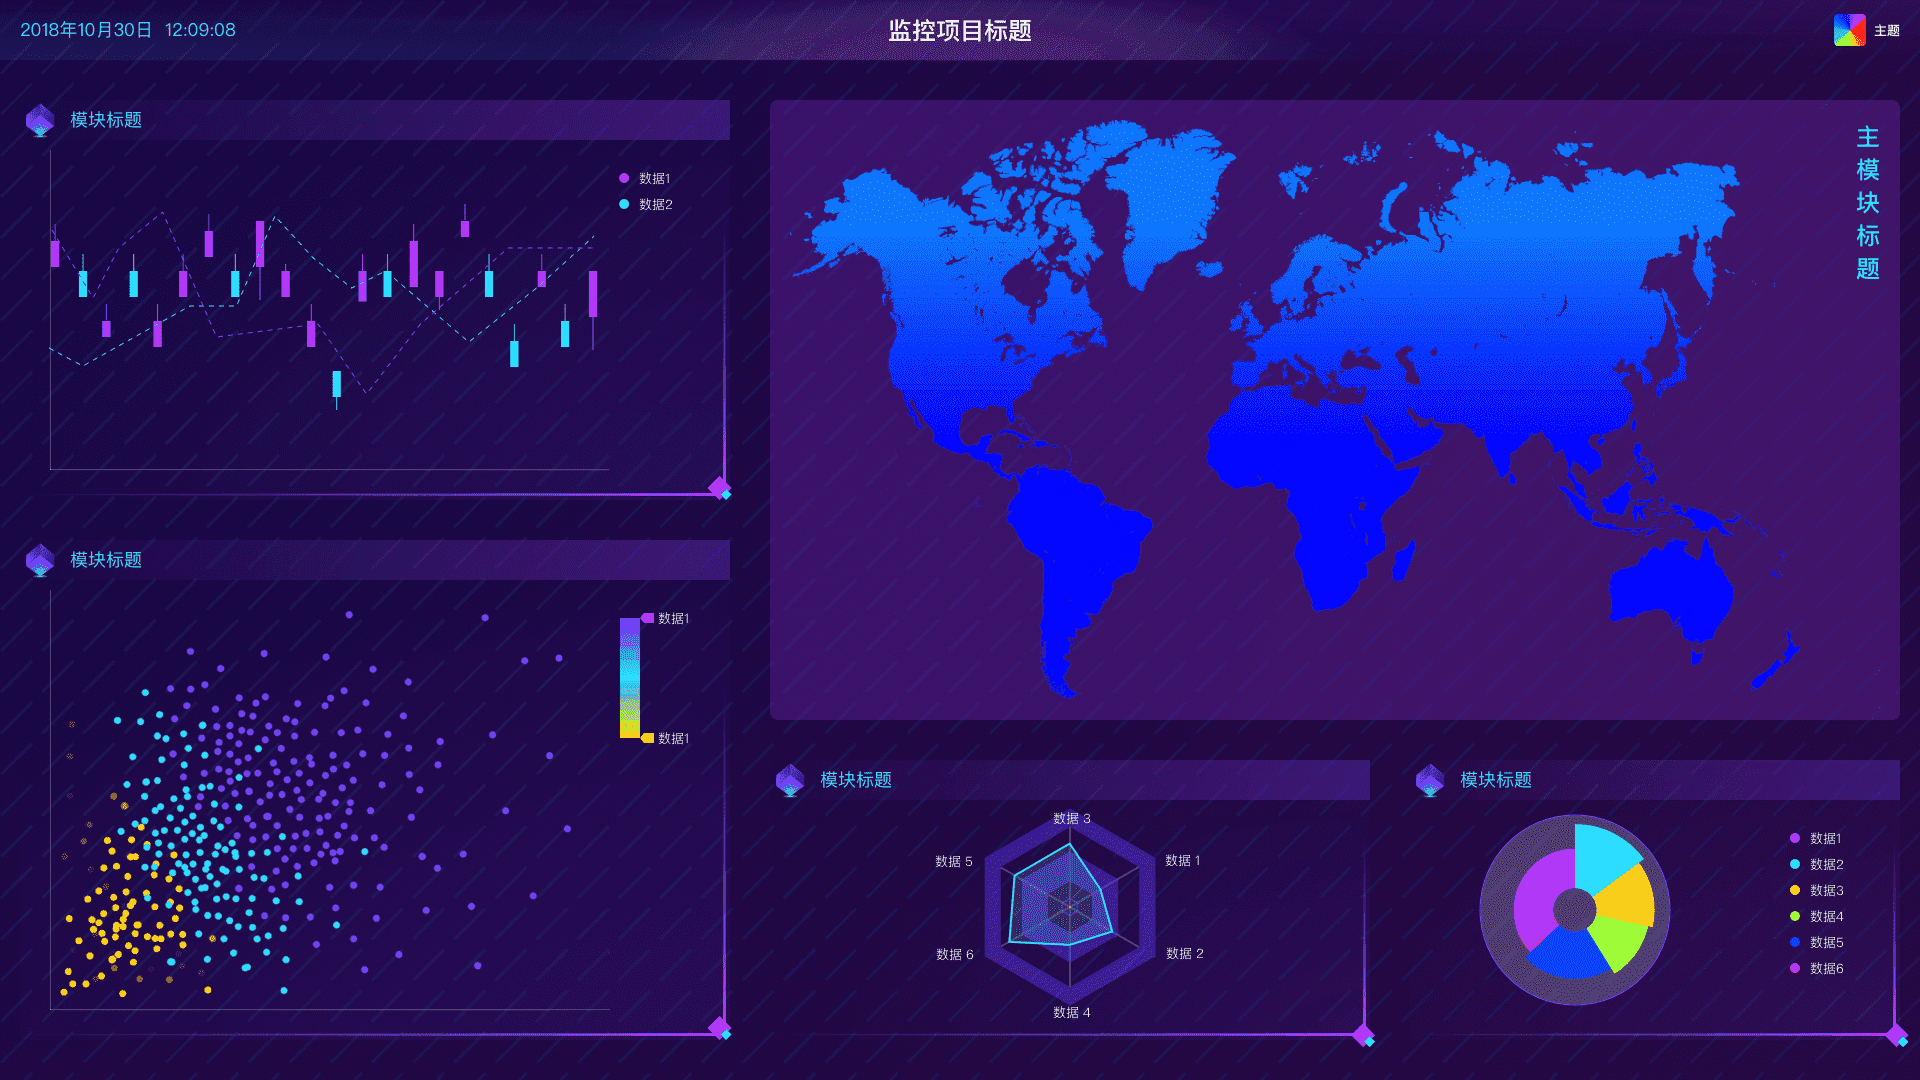 2018年10月30日 12:09:08
监控项目标题
主题
模块标题
数据1
数据2
模块标题
数据1
数据1
主模块标题
模块标题
数据 3
数据 5
数据 1
数据 6
数据 2
数据 4
模块标题
数据1
数据2
数据3
数据4
数据5
数据6